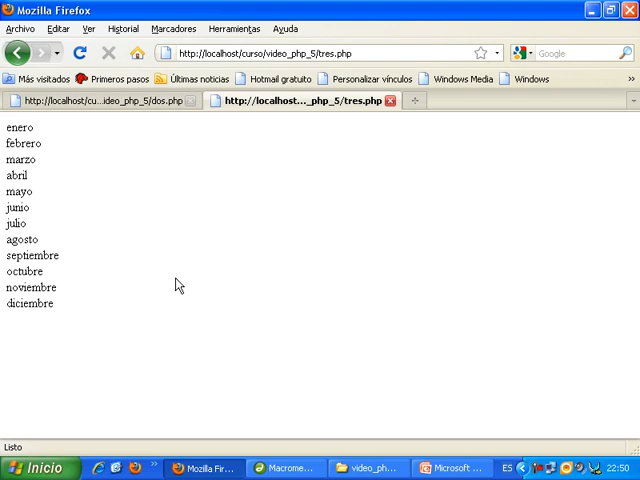 Mozilla Firefox
Archivo Editar Ver Historial Marcadores Herramientas Ayuda
http://localhost/curso/video_php_5/tres.php Google
Más visitados Primeros pasos Últimas noticias Hotmail gratuito Personalizar vínculos Windows Media Windows »
http://localhost/cu...ideo_php_5/dos.php http://localhost..._php_5/tres.php
enero
febrero
marzo
abril
mayo
junio
julio
agosto
septiembre
octubre
noviembre
diciembre
Listo
Inicio » Mozilla Fir... Macrome... video_ph... Microsoft ... ES 22:50